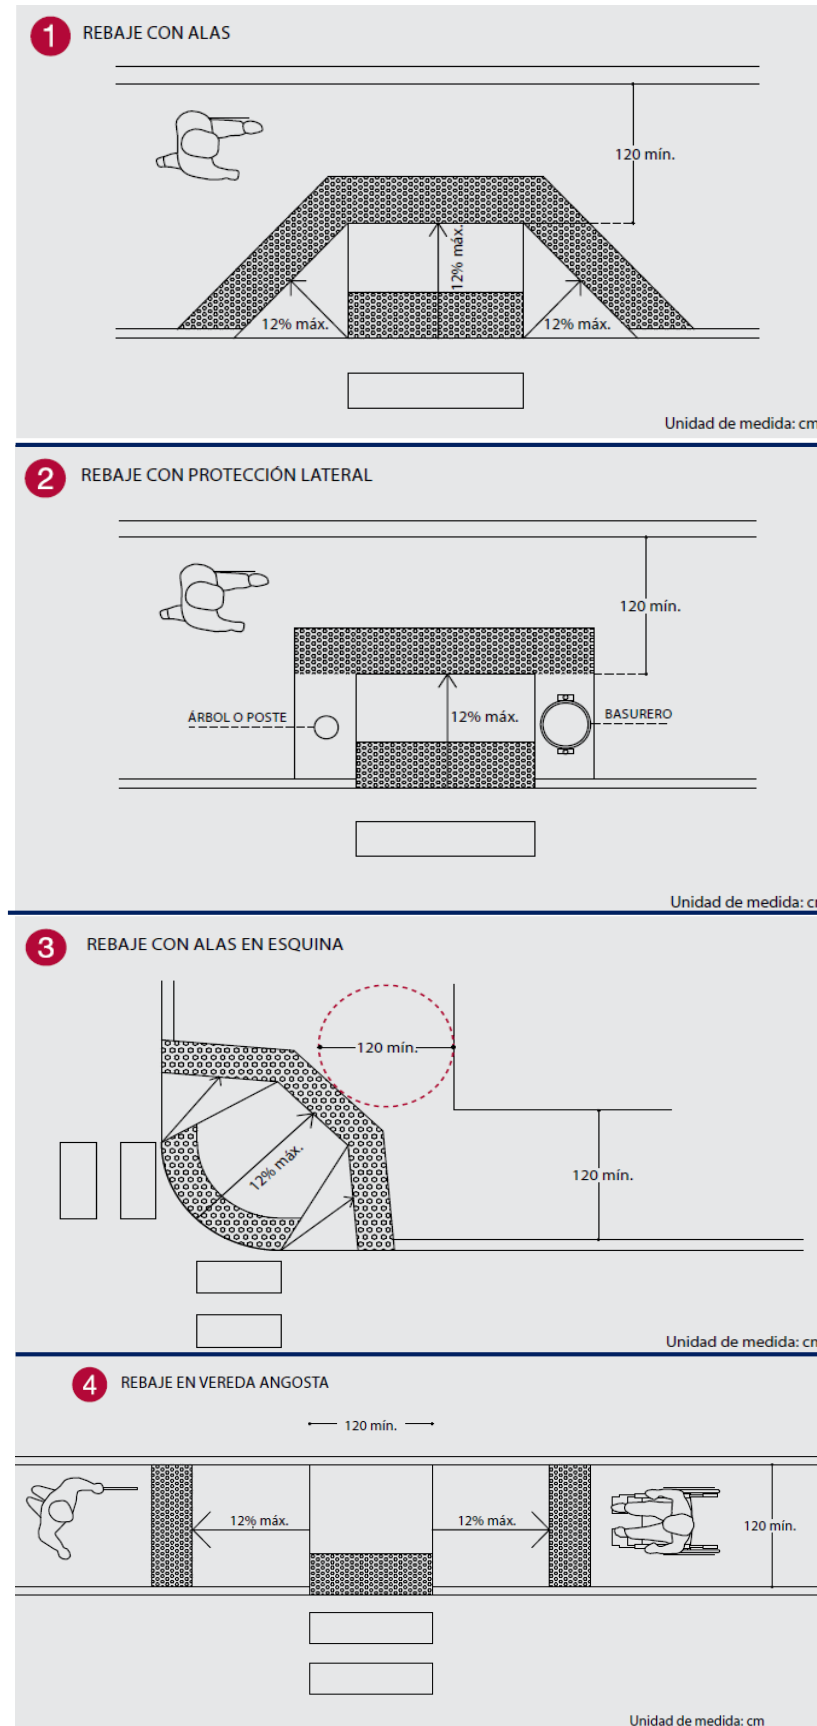 1 REBAJE CON ALAS
120 mín.
12% máx.
12% máx.
12% máx.
Unidad de medida: cm
2 REBAJE CON PROTECCIÓN LATERAL
120 mín.
ÁRBOL O POSTE
12% máx.
BASURERO
Unidad de medida: c
3 REBAJE CON ALAS EN ESQUINA
120 mín.
12% máx.
120 mín.
Unidad de medida: cm
4 REBAJE EN VEREDA ANGOSTA
120 mín.
12% máx.
12% máx.
120 mín.
Unidad de medida: cm